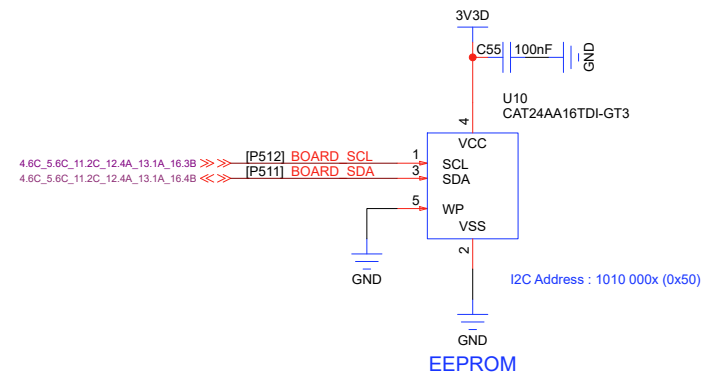 3V3D
C55 100nF
GND
U10
CAT24AA16TDI-GT3
4
VCC
4.6C_5.6C_11.2C_12.4A_13.1A_16.3B [P512] BOARD_SCL 1 SCL
4.6C_5.6C_11.2C_12.4A_13.1A_16.4B [P511] BOARD_SDA 3 SDA
5 WP
VSS
2
GND
I2C Address : 1010 000x (0x50)
GND
EEPROM